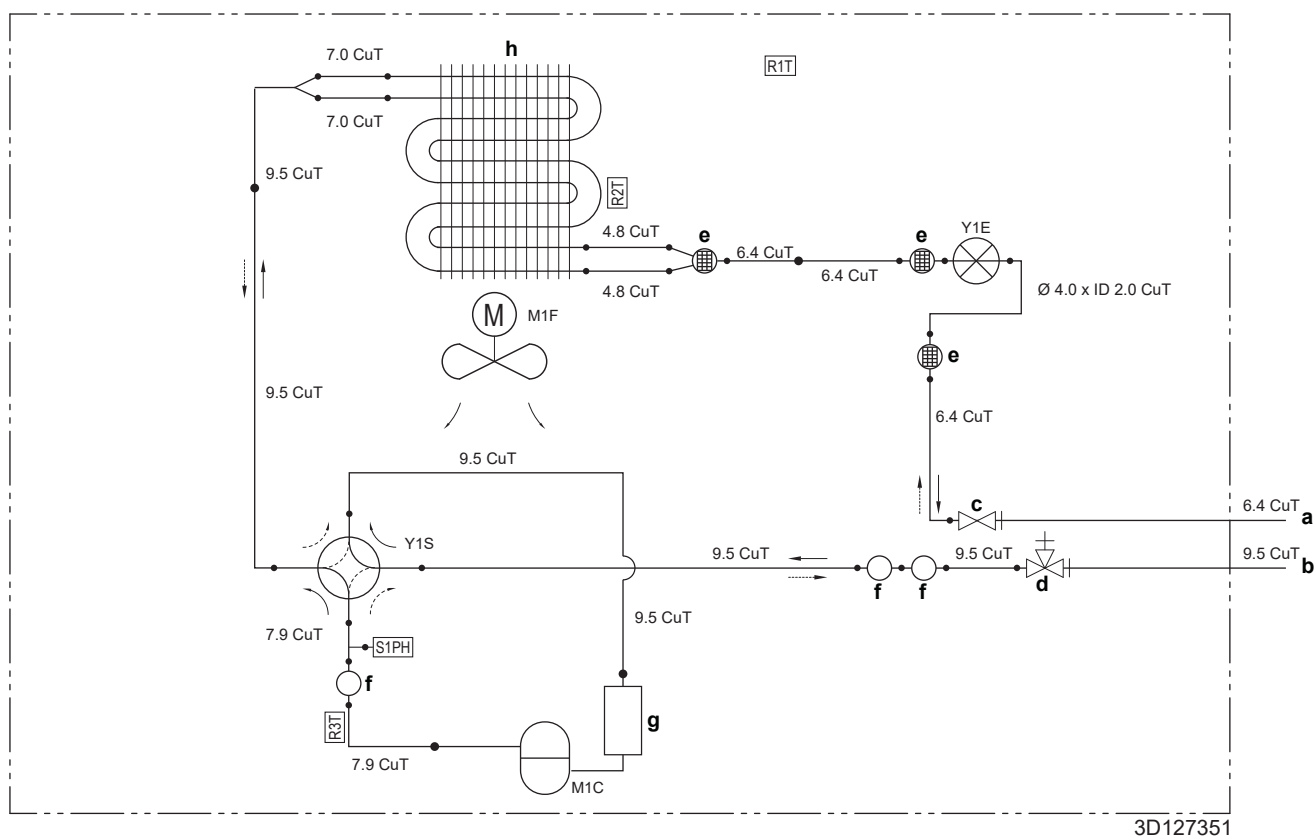 h
7.0 CuT
R1T
7.0 CuT
9.5 CuT
R2T
4.8 CuT
e
e
Y1E
6.4 CuT
6.4 CuT
4.8 CuT
Ø 4.0 x ID 2.0 CuT
M
M1F
e
9.5 CuT
6.4 CuT
9.5 CuT
c
6.4 CuT
a
Y1S
9.5 CuT
9.5 CuT
9.5 CuT
b
f
f
d
7.9 CuT
9.5 CuT
S1PH
f
R3T
g
7.9 CuT
M1C
3D127351